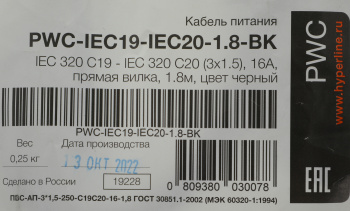 Кабель питания
PWC-IEC19-IEC20-1.8-BK
IEC 320 C19 - IEC 320 C20 (3x1.5), 16A,
прямая вилка, 1.8м, цвет черный
PWC-IEC19-IEC20-1.8-BK
Вес
Дата производства
0,25 кг
13 ОКТ 2022
Сделано в России
19228
0 809380 030078
ПБС-АП-3*1,5-250-С19С20-16-1,8 ГОСТ 30851.1-2002 (МЭК 60320-1:1994)
PWC
www.hyperline.ru
EAC